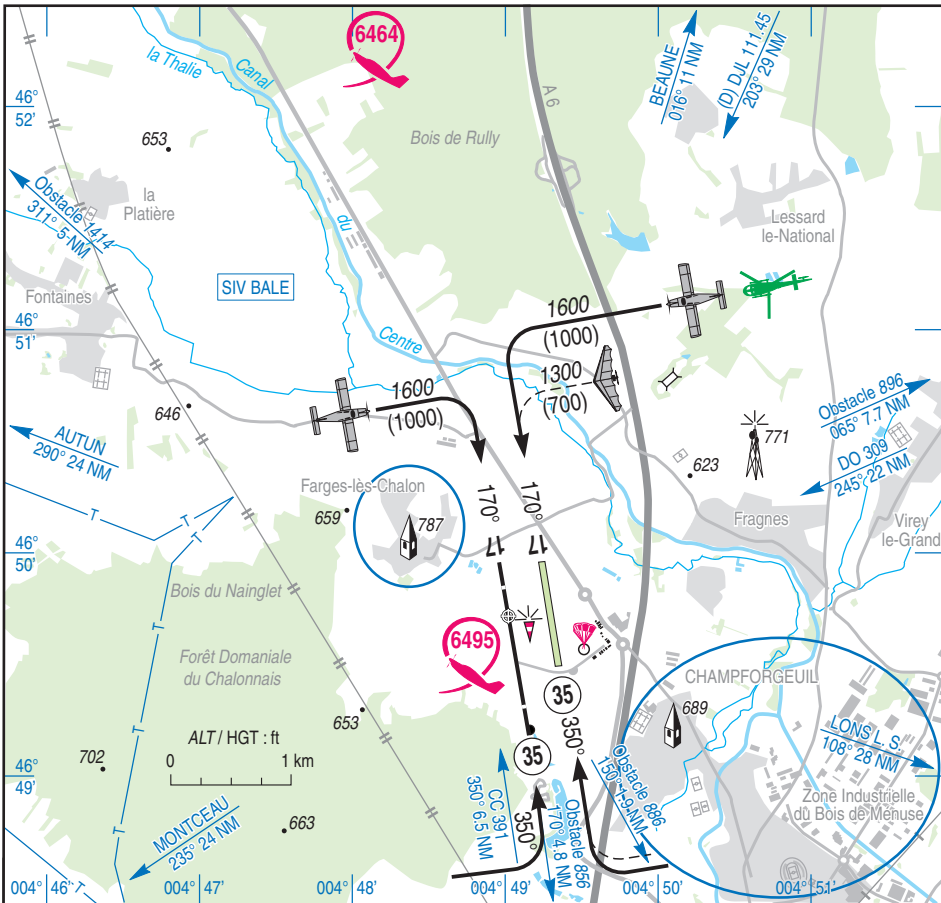 6464
la Thalie
Canal
du
Centre
A 6
BEAUNE
016° 11 NM
(D) DJL 111.45
203° 29 NM
46°
52'
653
Bois de Rully
la
Platière
Obstacle 1414
311° 5 NM
Lessard
le-National
SIV BALE
Fontaines
46°
51'
1600
(1000)
1300
(700)
1600
(1000)
646
771
Obstacle 896
065° 7.7 NM
DO 309
245° 22 NM
AUTUN
290° 24 NM
623
Farges-lès-Chalon
659
787
170°
170°
17
17
Fragnes
Virey
le-Grand
46°
50'
T
T
T
T
T
T
Bois du Nainglet
6495
Forêt Domaniale
du Chalonnais
CHAMPFORGEUIL
35
689
653
ALT / HGT : ft
0
1 km
702
35
350°
LONS L.S.
108° 28 NM
46°
49'
Obstacle 886
150° 1.9 NM
Zone Industrielle
du Bois de Menuse
CC 391
350° 6.5 NM
350°
Obstacle 856
170° 4.8 NM
663
MONTCEAU
235° 24 NM
004° 46'
004° 47'
004° 48'
004° 49'
004° 50'
004° 51'